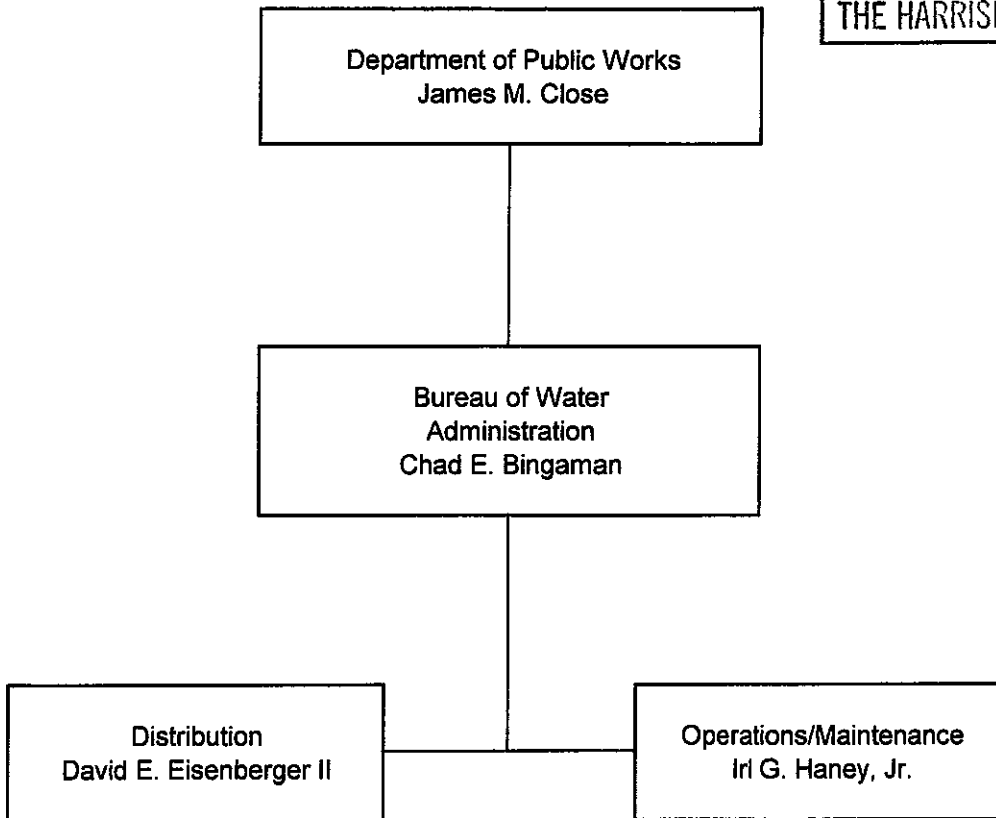 THE
Department of Public Works
James M. Close
Bureau of Water
Administration
Chad E. Bingaman
Distribution
David E. Eisenberger II
Operations/Maintenance
Irl G. Haney, Jr.